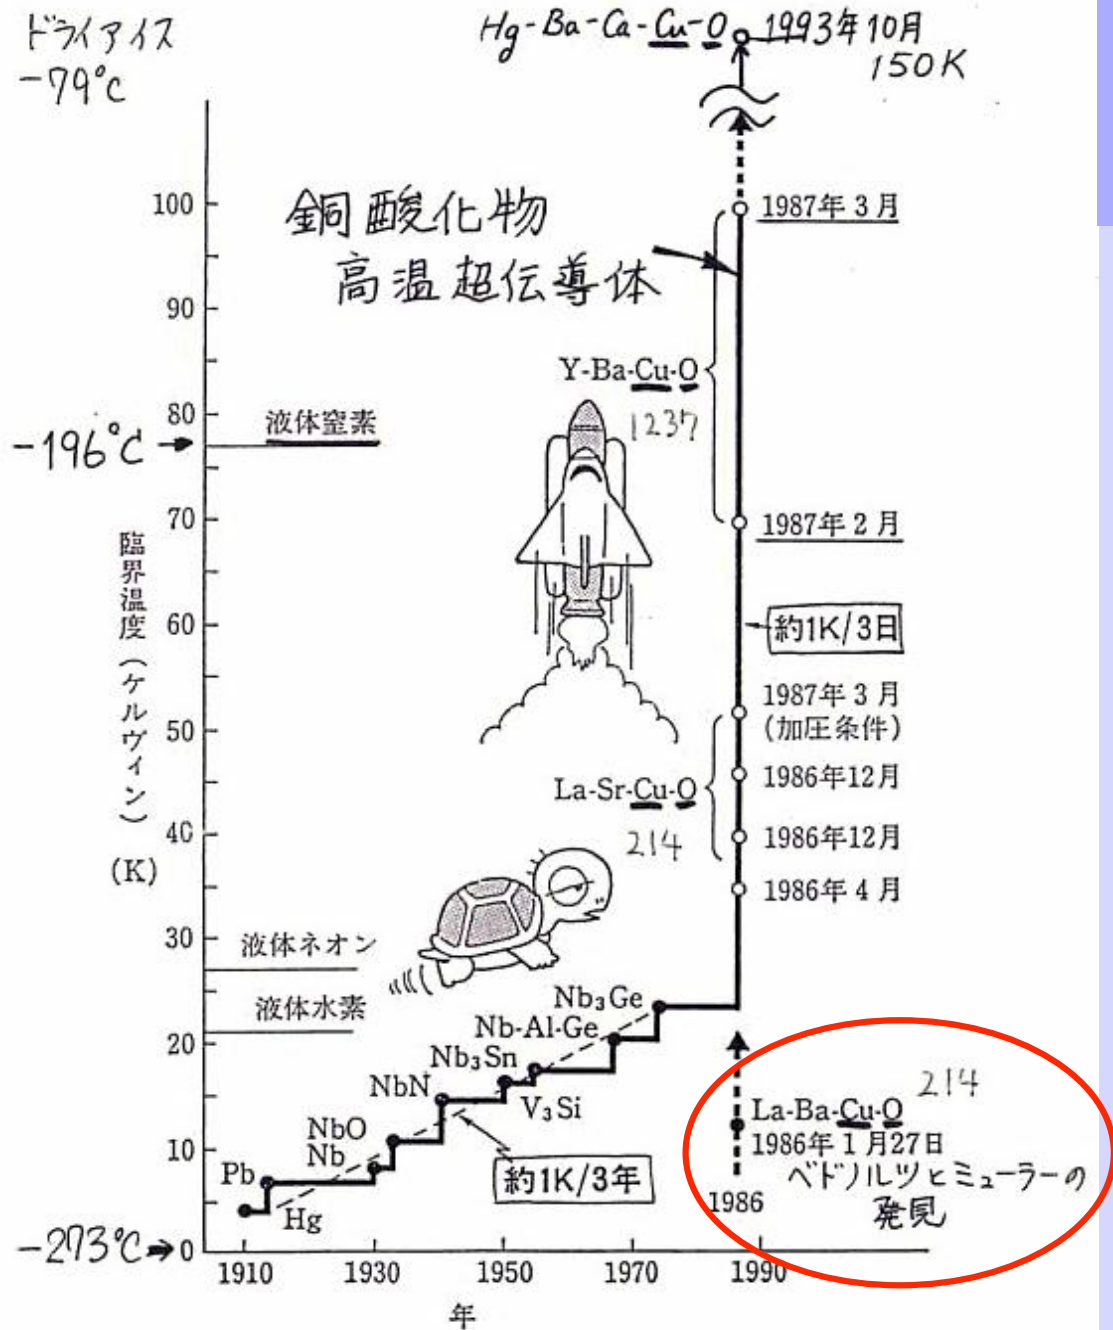 ドライアイス
-79°C
Hg-Ba-Ca-Cu-O
1993年10月
150K
100
銅酸化物
高温超伝導体
1987年3月
90
Y-Ba-Cu-O
1237
80
液体窒素
-196°C
70
1987年2月
臨界温度(ケルヴィン)
(K)
60
約1K/3日
1987年3月
(加圧条件)
50
1986年12月
La-Sr-Cu-O
214
40
1986年12月
1986年4月
30
液体ネオン
液体水素
Nb₃Ge
Nb-Al-Ge
20
Nb₃Sn
NbN
V₃Si
La-Ba-Cu-O
214
1986年1月27日
ベドノルツとミューラーの
発見
NbO
Nb
10
Pb
Hg
約1K/3年
1986
-273°C
0
1910
1930
1950
1970
1990
年